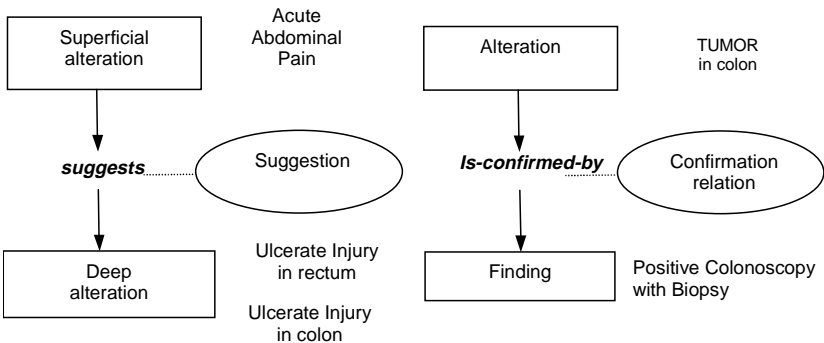 Superficial
alteration
Acute
Abdominal
Pain
suggests
Suggestion
Deep
alteration
Ulcerate Injury
in rectum
Ulcerate Injury
in colon
Alteration
TUMOR
in colon
Is-confirmed-by
Confirmation
relation
Finding
Positive Colonoscopy
with Biopsy